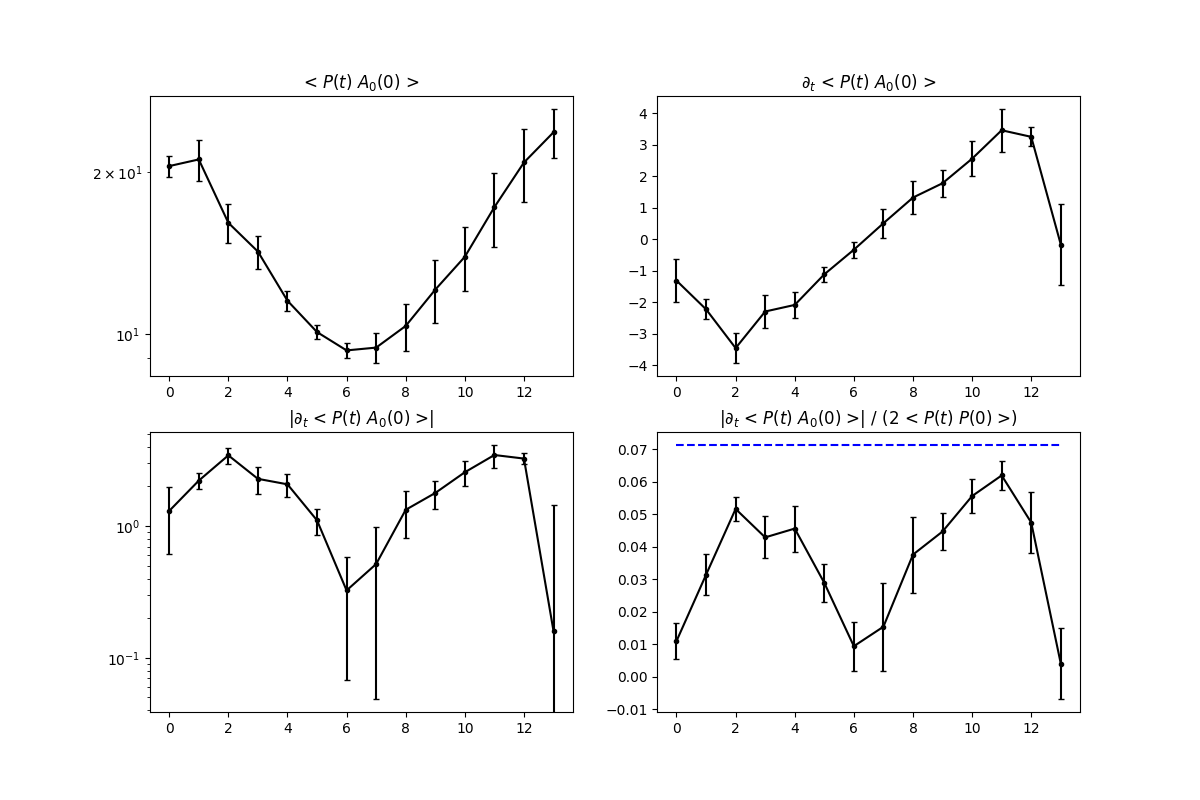 < P(t) A₀(0) >
2 × 10¹
10¹
0 2 4 6 8 10 12
∂ₜ < P(t) A₀(0) >
4
3
2
1
0
−1
−2
−3
−4
0 2 4 6 8 10 12
|∂ₜ < P(t) A₀(0) >|
10⁰
10⁻¹
0 2 4 6 8 10 12
|∂ₜ < P(t) A₀(0) >| / (2 < P(t) P(0) >)
0.07
0.06
0.05
0.04
0.03
0.02
0.01
0.00
−0.01
0 2 4 6 8 10 12